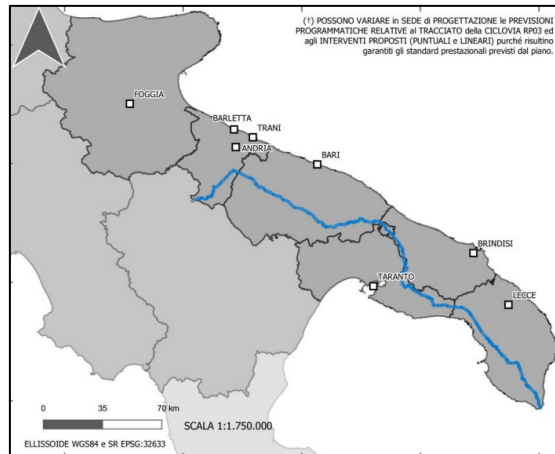 (†) POSSONO VARIARE in SEDE di PROGETTAZIONE le PREVISIONI
PROGRAMMATICHE RELATIVE al TRACCIATO della CICLOVIA RP03 ed
agli INTERVENTI PROPOSTI (PUNTUALI e LINEARI) purché risultino
garantiti gli standard prestazionali previsti dal piano.
FOGGIA
BARLETTA
TRANI
ANDRIA
BARI
BRINDISI
TARANTO
LECCE
0 35 70 km
SCALA 1:1.750.000
ELLISSOIDE WGS84 e SR EPSG:32633